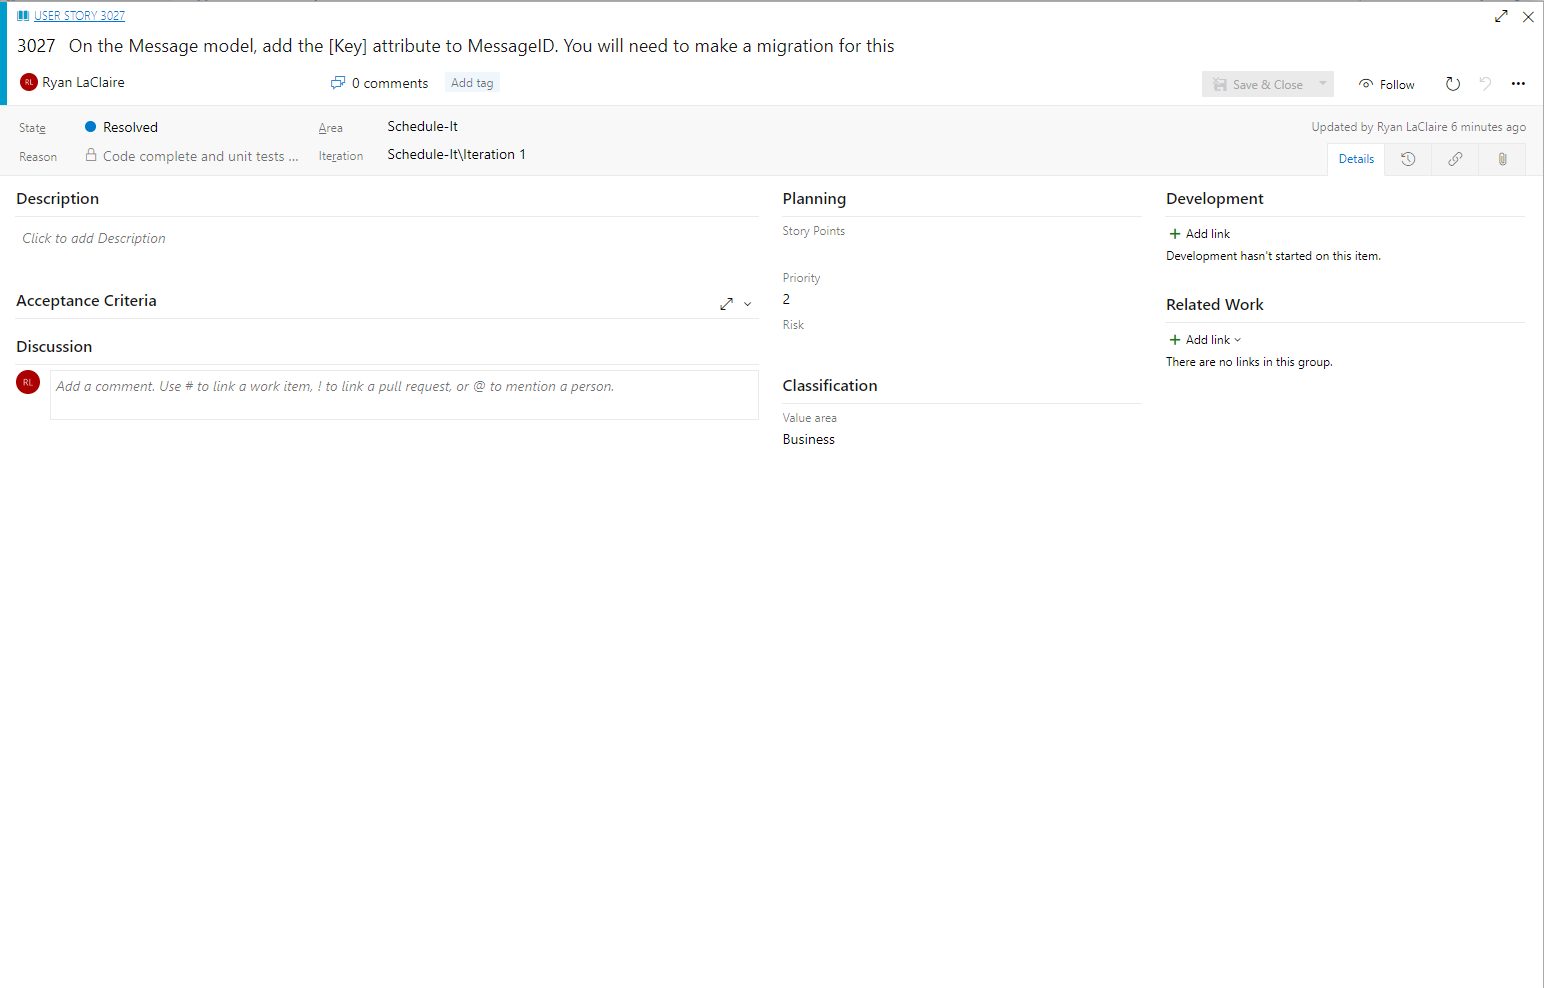 USER STORY 3027
3027 On the Message model, add the [Key] attribute to MessageID. You will need to make a migration for this
RL Ryan LaClaire 0 comments Add tag Save & Close Follow
State Resolved Area Schedule-It Updated by Ryan LaClaire 6 minutes ago
Reason Code complete and unit tests ... Iteration Schedule-It\Iteration 1 Details
Description
Click to add Description
Acceptance Criteria
Discussion
RL Add a comment. Use # to link a work item, ! to link a pull request, or @ to mention a person.
Planning
Story Points
Priority
2
Risk
Classification
Value area
Business
Development
Add link
Development hasn't started on this item.
Related Work
Add link
There are no links in this group.